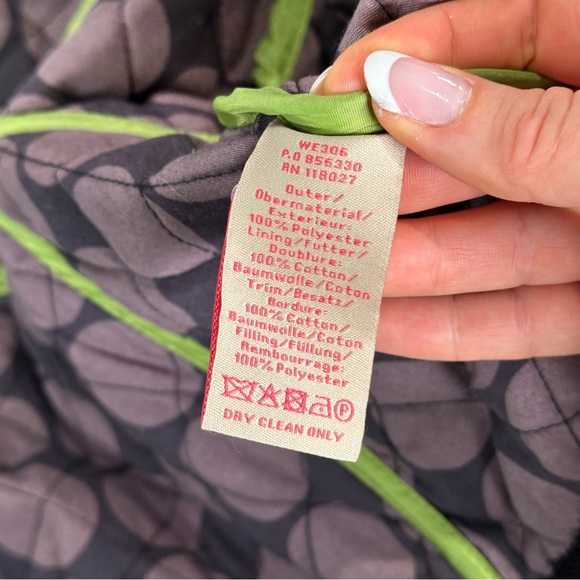 WE306
P.O 856330
RN 118027
Outer/
Obermaterial/
Exterieur:
100% Polyester
Lining/Futter/
Doublure:
100% Cotton/
Baumwolle/Coton
Trim/Besatz/
Bordure:
100% Cotton/
Baumwolle/Coton
Filling/Füllung/
Rembourrage:
100% Polyester
P
DRY CLEAN ONLY